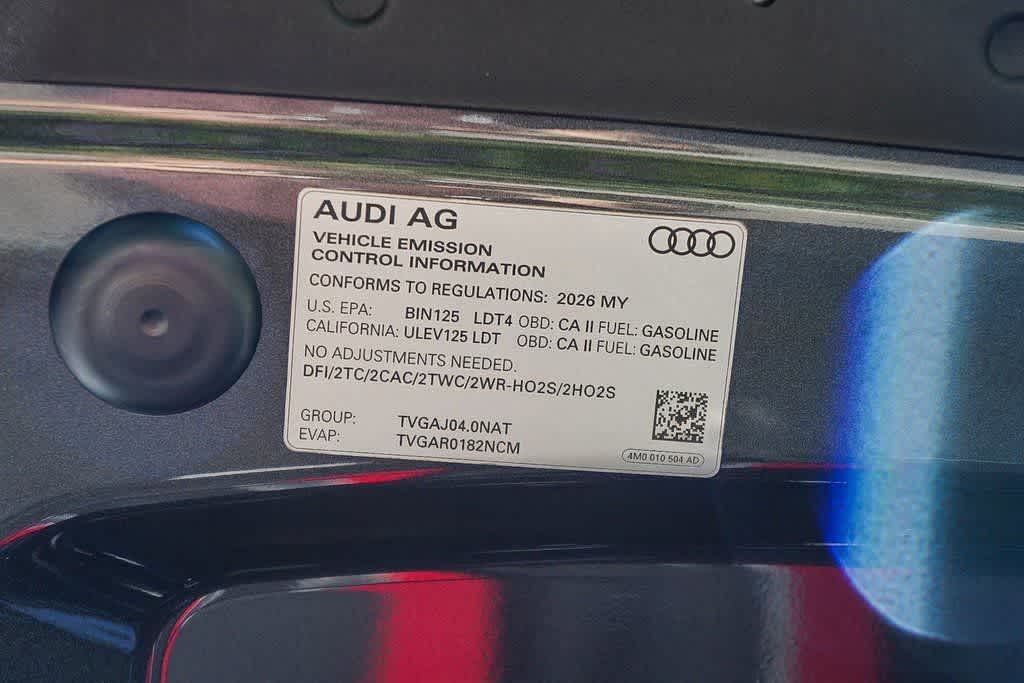 AUDI AG
VEHICLE EMISSION
CONTROL INFORMATION
CONFORMS TO REGULATIONS: 2026 MY
U.S. EPA: BIN125 LDT4 OBD: CA II FUEL: GASOLINE
CALIFORNIA: ULEV125 LDT OBD: CA II FUEL: GASOLINE
NO ADJUSTMENTS NEEDED.
DFI/2TC/2CAC/2TWC/2WR-HO2S/2HO2S
GROUP: TVGAJ04.0NAT
EVAP: TVGAR0182NCM
4M0 010 504 AD